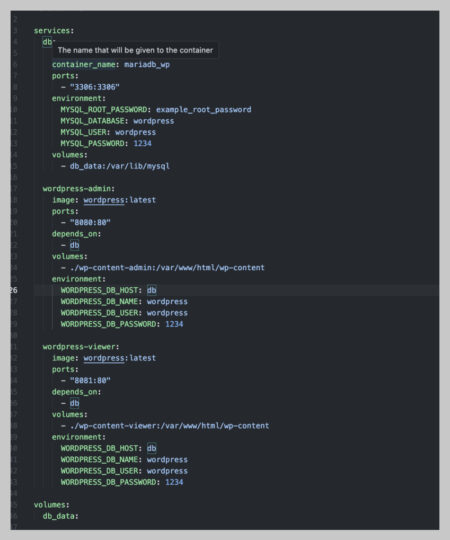 services:
db:
The name that will be given to the container
container_name: mariadb_wp
ports:
- "3306:3306"
environment:
MYSQL_ROOT_PASSWORD: example_root_password
MYSQL_DATABASE: wordpress
MYSQL_USER: wordpress
MYSQL_PASSWORD: 1234
volumes:
- db_data:/var/lib/mysql
wordpress-admin:
image: wordpress:latest
ports:
- "8080:80"
depends_on:
- db
volumes:
- ./wp-content-admin:/var/www/html/wp-content
environment:
26 WORDPRESS_DB_HOST: db
WORDPRESS_DB_NAME: wordpress
WORDPRESS_DB_USER: wordpress
WORDPRESS_DB_PASSWORD: 1234
wordpress-viewer:
image: wordpress:latest
ports:
- "8081:80"
depends_on:
- db
volumes:
- ./wp-content-viewer:/var/www/html/wp-content
environment:
WORDPRESS_DB_HOST: db
WORDPRESS_DB_NAME: wordpress
WORDPRESS_DB_USER: wordpress
WORDPRESS_DB_PASSWORD: 1234
volumes:
db_data: